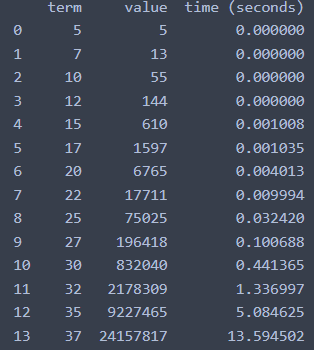 term value time (seconds)
0 5 5 0.000000
1 7 13 0.000000
2 10 55 0.000000
3 12 144 0.000000
4 15 610 0.001008
5 17 1597 0.001035
6 20 6765 0.004013
7 22 17711 0.009994
8 25 75025 0.032420
9 27 196418 0.100688
10 30 832040 0.441365
11 32 2178309 1.336997
12 35 9227465 5.084625
13 37 24157817 13.594502